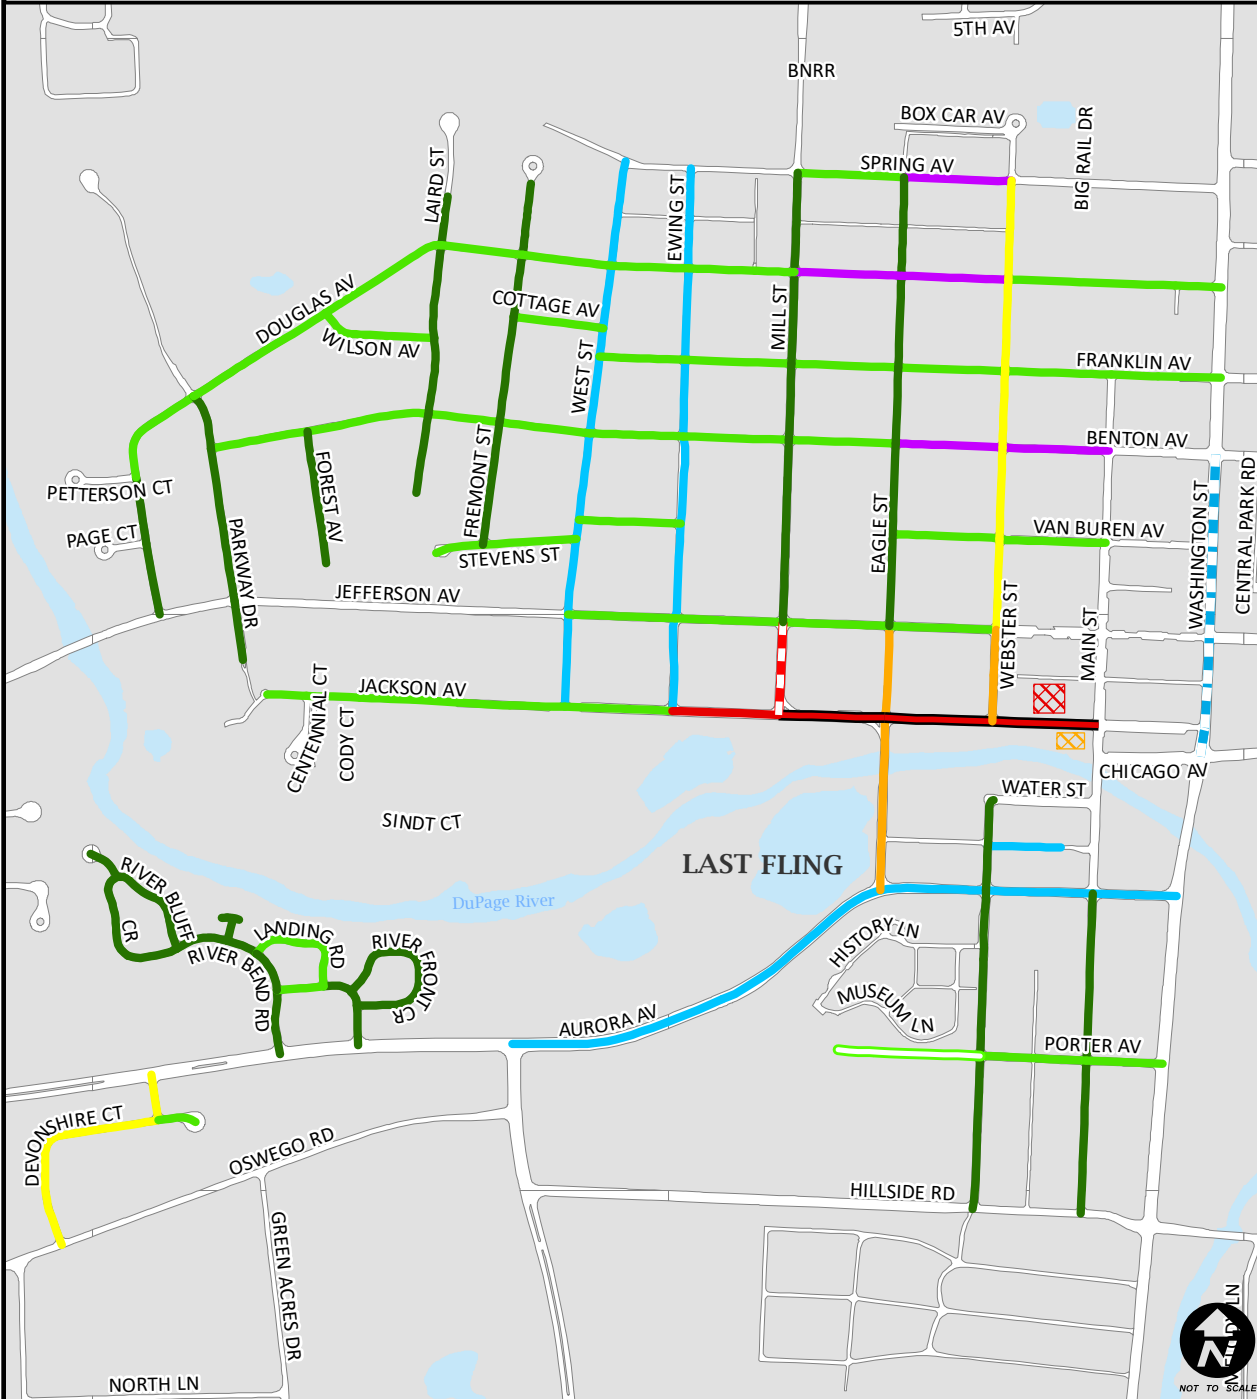 5TH AV
BNRR
BOX CAR AV
BIG RAIL DR
SPRING AV
LAIRD ST
EWING ST
DOUGLAS AV
COTTAGE AV
MILL ST
WILSON AV
WEST ST
FRANKLIN AV
BENTON AV
FREMONT ST
FOREST AV
PETTERSON CT
PAGE CT
PARKWAY DR
EAGLE ST
VAN BUREN AV
WASHINGTON ST
CENTRAL PARK RD
STEVENS ST
JEFFERSON AV
WEBSTER ST
MAIN ST
JACKSON AV
CENTENNIAL CT
CODY CT
CHICAGO AV
WATER ST
SINDT CT
LAST FLING
RIVER BLUFF
CR
DuPage River
LANDING RD
RIVER BEND RD
RIVER FRONT
CR
HISTORY LN
MUSEUM LN
AURORA AV
PORTER AV
DEVONSHIRE CT
OSWEGO RD
HILLSIDE RD
GREEN ACRES DR
NORTH LN
LN
N
NOT TO SCALE